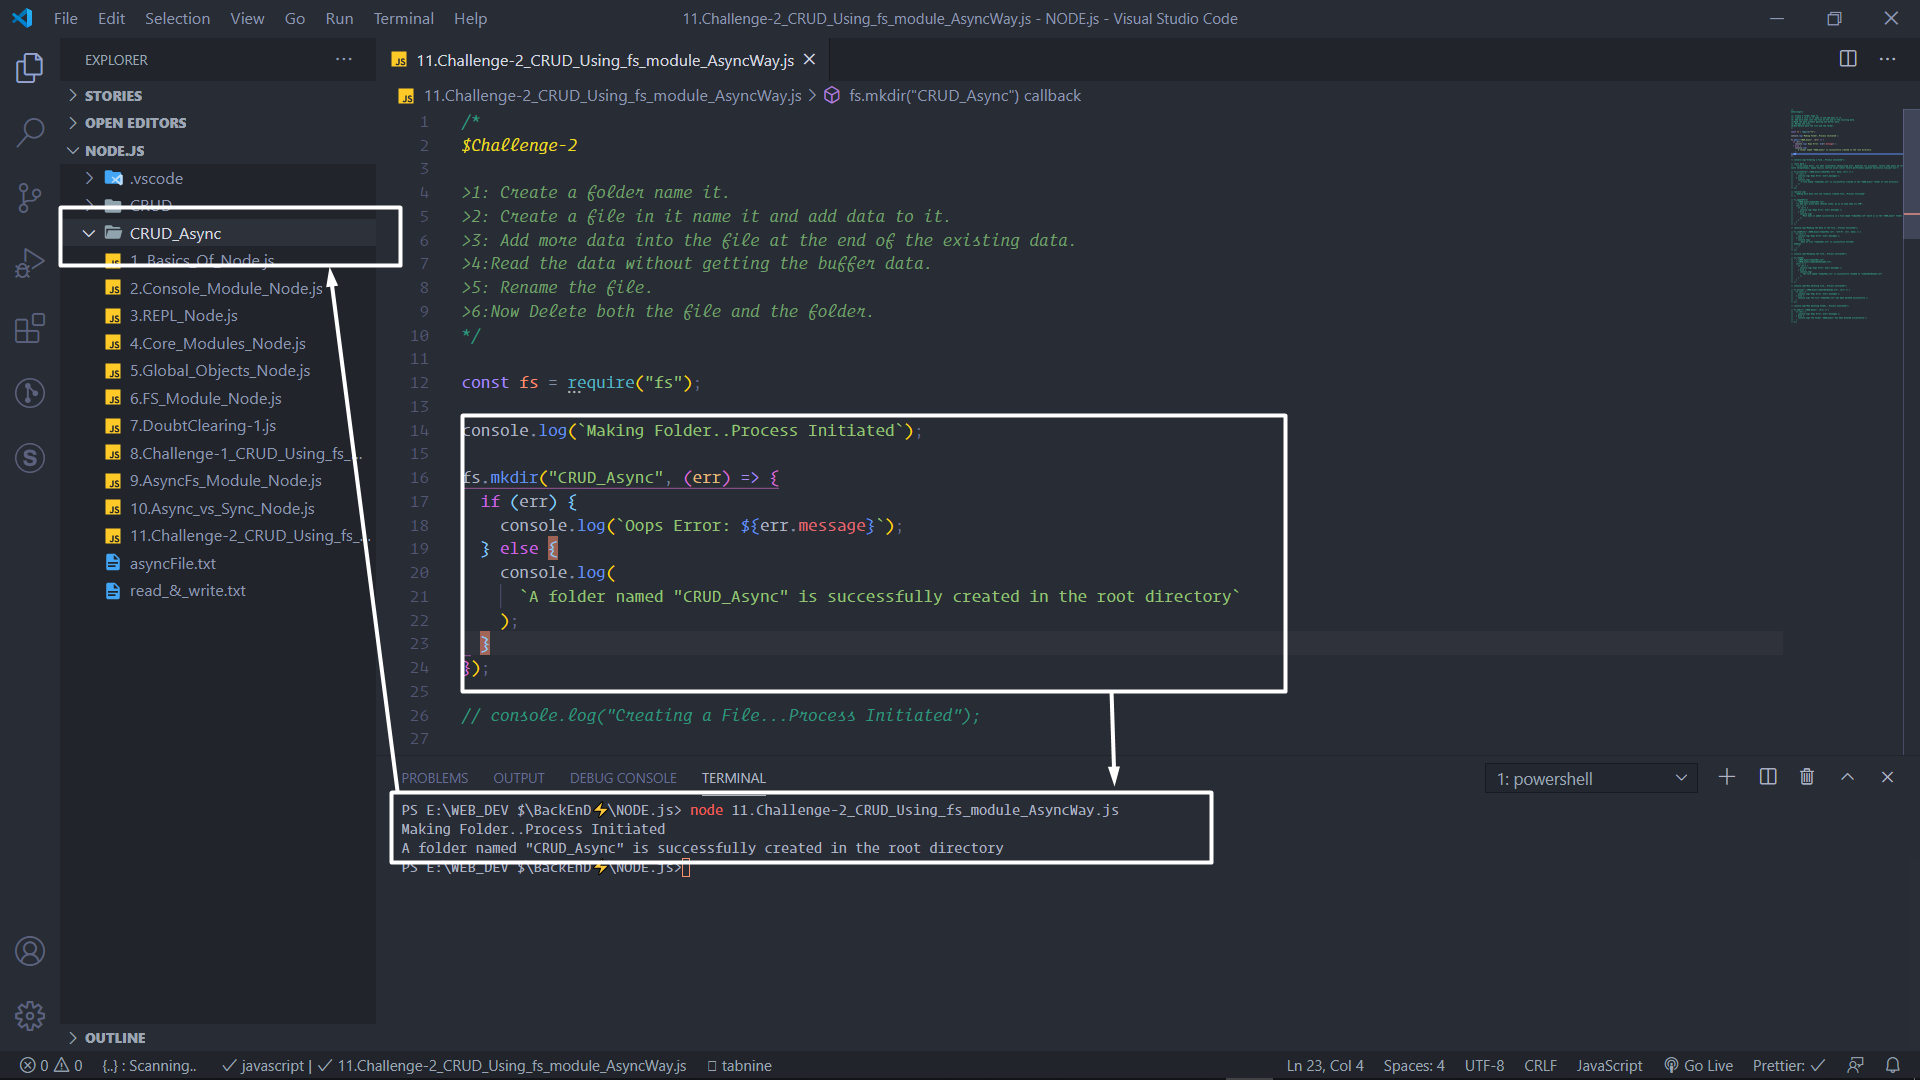 File Edit Selection View Go Run Terminal Help
11.Challenge-2_CRUD_Using_fs_module_AsyncWay.js - NODE.js - Visual Studio Code
EXPLORER
STORIES
OPEN EDITORS
NODE.JS
.vscode
CRUD
CRUD_Async
1. Basics_Of_Node.js
2.Console_Module_Node.js
3.REPL_Node.js
4.Core_Modules_Node.js
5.Global_Objects_Node.js
6.FS_Module_Node.js
7.DoubtClearing-1.js
8.Challenge-1_CRUD_Using_fs_...
9.AsyncFs_Module_Node.js
10.Async_vs_Sync_Node.js
11.Challenge-2_CRUD_Using_fs_...
asyncFile.txt
read_&_write.txt
OUTLINE
11.Challenge-2_CRUD_Using_fs_module_AsyncWay.js
11.Challenge-2_CRUD_Using_fs_module_AsyncWay.js > fs.mkdir("CRUD_Async") callback
1 /*
2 $Challenge-2
3
4 >1: Create a folder name it.
5 >2: Create a file in it name it and add data to it.
6 >3: Add more data into the file at the end of the existing data.
7 >4:Read the data without getting the buffer data.
8 >5: Rename the file.
9 >6:Now Delete both the file and the folder.
10 */
11
12 const fs = require("fs");
13
14 console.log(`Making Folder..Process Initiated`);
15
16 fs.mkdir("CRUD_Async", (err) => {
17 if (err) {
18 console.log(`Oops Error: ${err.message}`);
19 } else {
20 console.log(
21 `A folder named "CRUD_Async" is successfully created in the root directory`
22 );
23 }
24 });
25
26 // console.log("Creating a File...Process Initiated");
27
PROBLEMS OUTPUT DEBUG CONSOLE TERMINAL
1: powershell
PS E:\WEB_DEV $\BackEnD⚡\NODE.js> node 11.Challenge-2_CRUD_Using_fs_module_AsyncWay.js
Making Folder..Process Initiated
A folder named "CRUD_Async" is successfully created in the root directory
PS E:\WEB_DEV $\BackEnD⚡\NODE.js>
0 0 {..} : Scanning.. ✓ javascript | ✓ 11.Challenge-2_CRUD_Using_fs_module_AsyncWay.js tabnine
Ln 23, Col 4 Spaces: 4 UTF-8 CRLF JavaScript Go Live Prettier: ✓